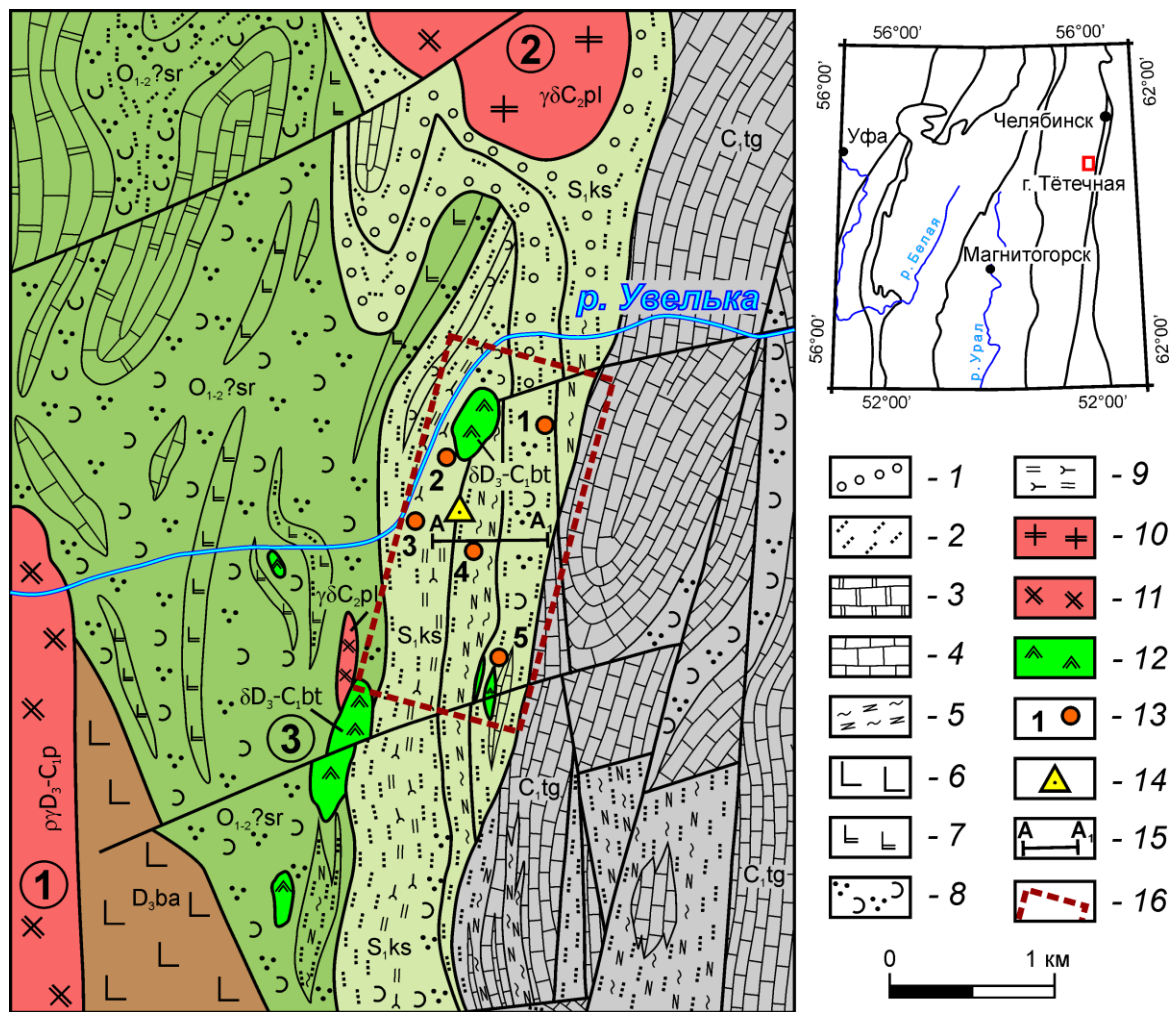 O₁₋₂?sr
②
γδC₂pl
C₁tg
S₁ks
р. Увелька
O₁₋₂?sr
1
δD₃-C₁bt
2
3
A
A₁
4
γδC₂pl
S₁ks
5
δD₃-C₁bt
③
ργD₃-C₁p
①
O₁₋₂?sr
D₃ba
S₁ks
C₁tg
C₁tg
56°00'
56°00'
56°00'
62°00'
Уфа
Челябинск
г. Тётечная
р. Белая
Магнитогорск
р. Урал
56°00'
62°00'
52°00'
52°00'
- 1
- 2
- 3
- 4
- 5
- 6
- 7
- 8
- 9
- 10
- 11
- 12
1 - 13
- 14
A A₁ - 15
- 16
0 1 км